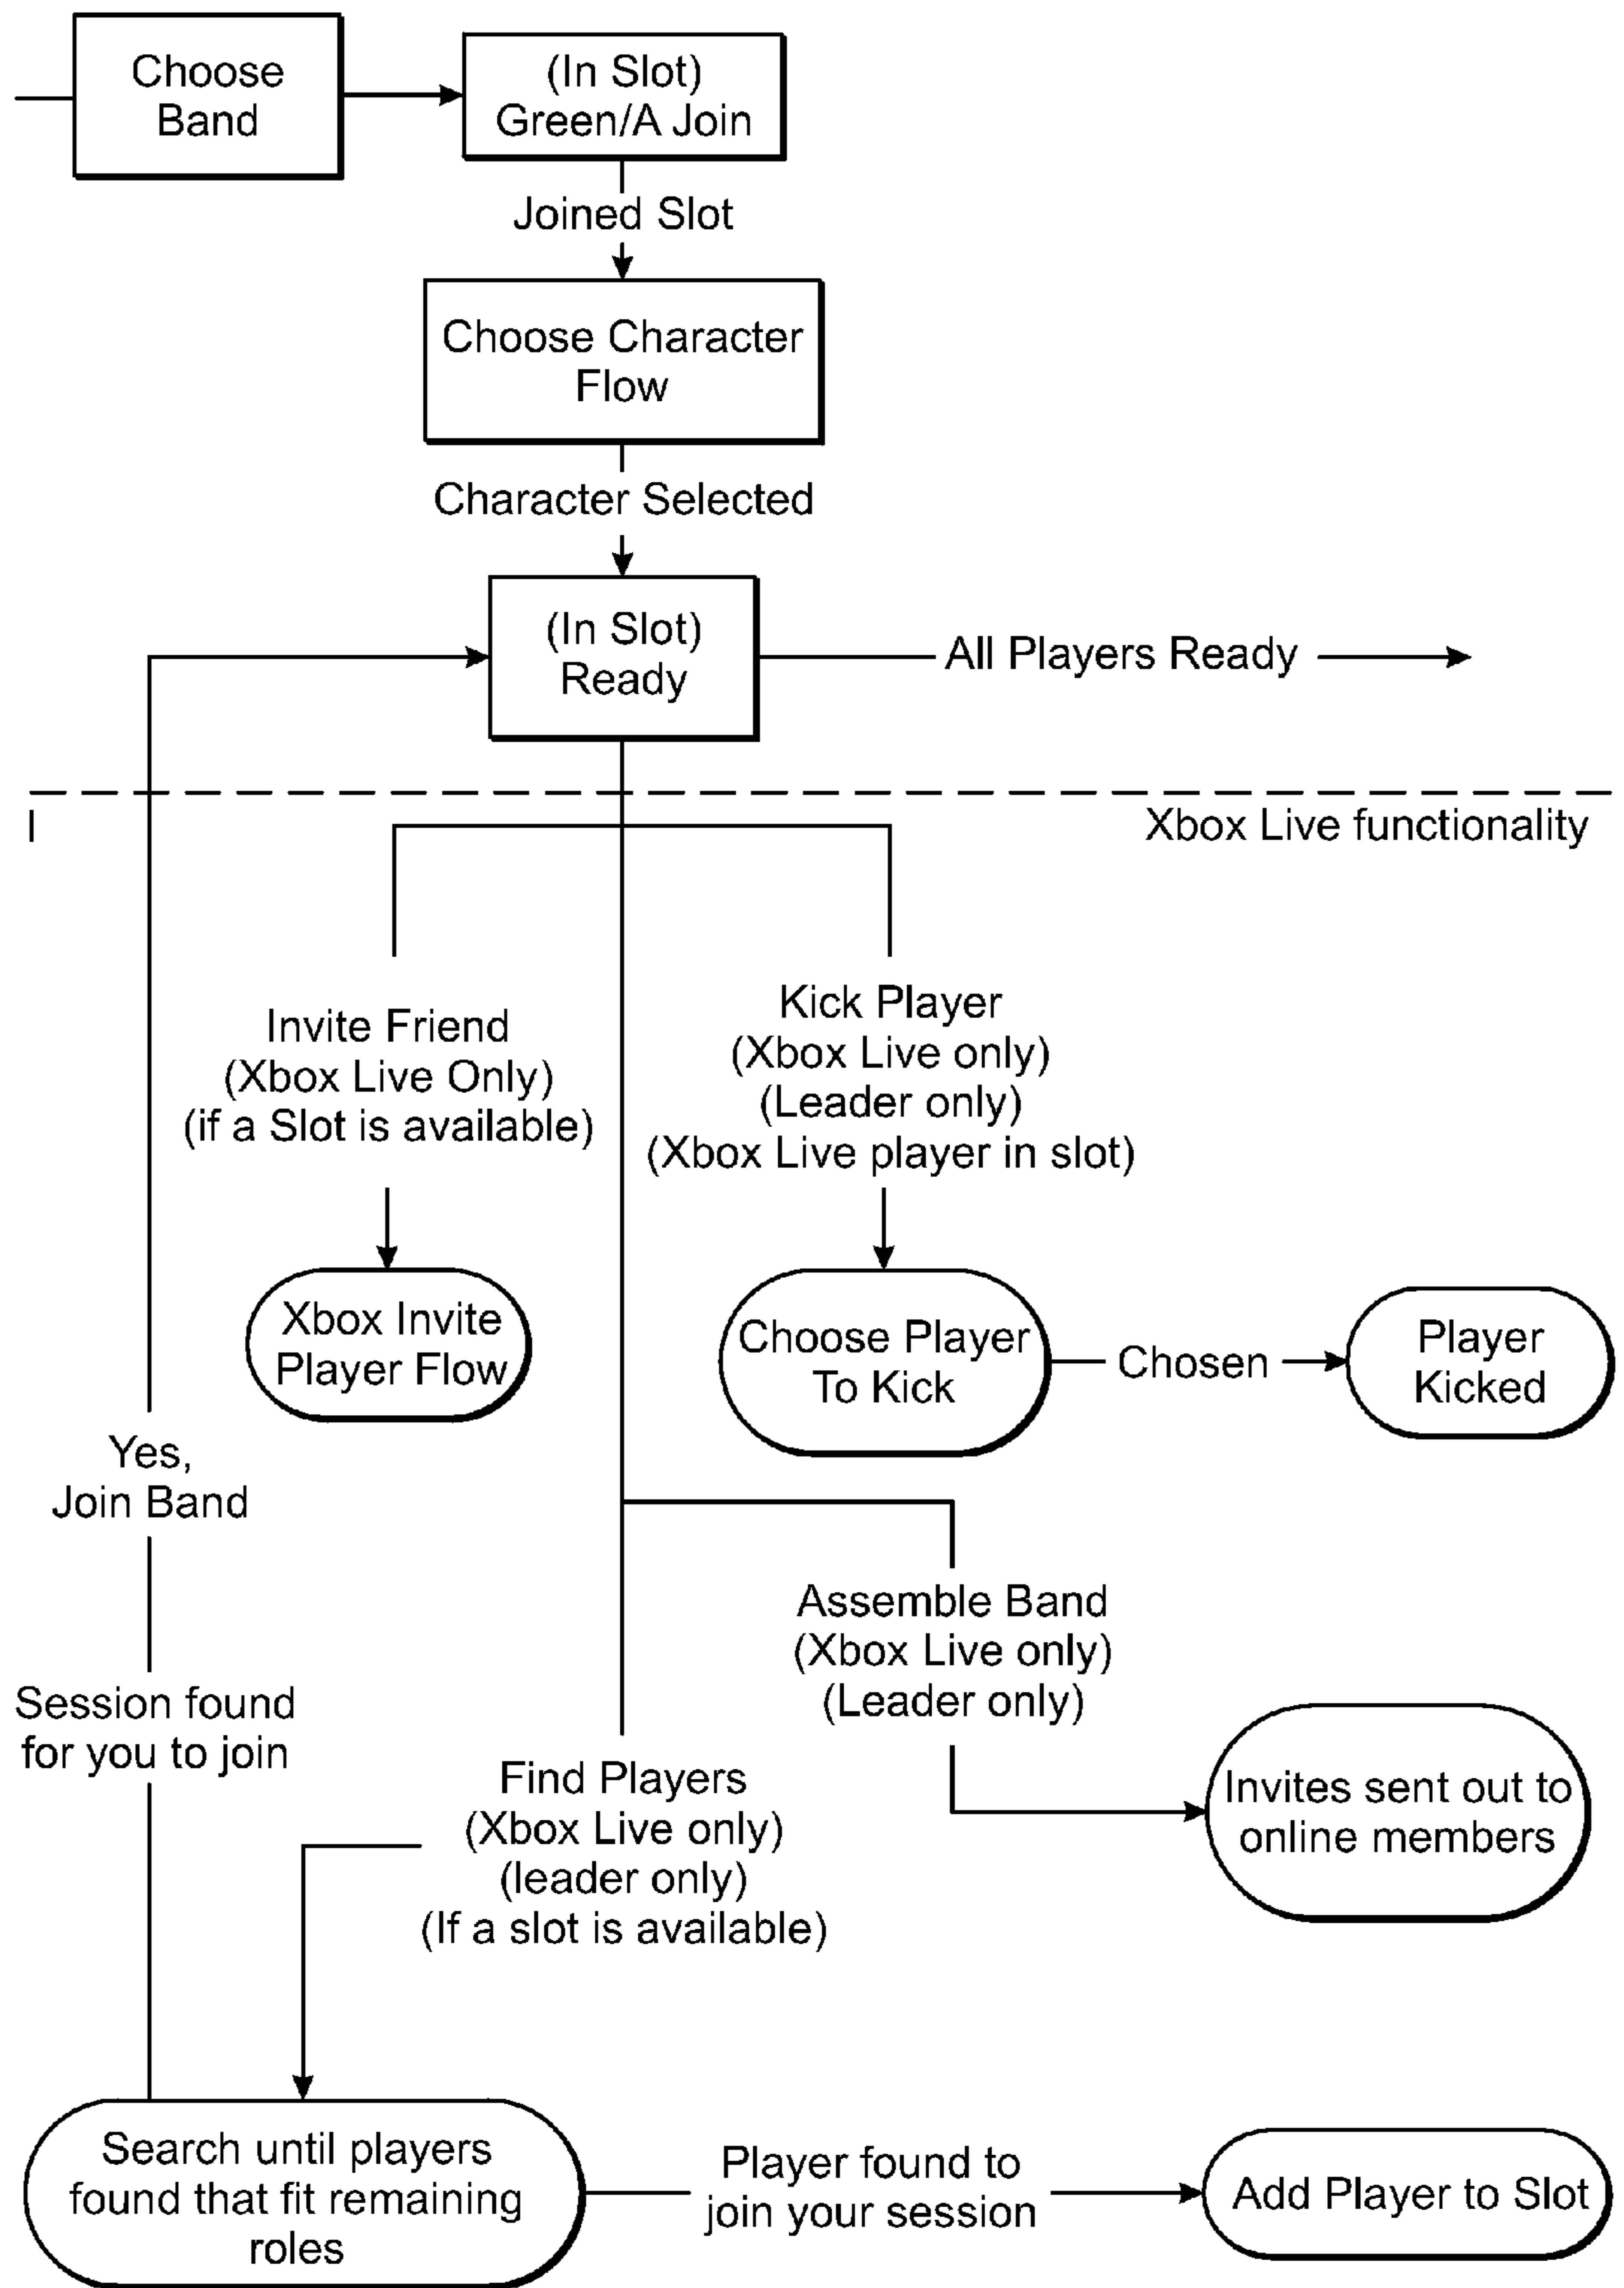 Choose
Band
(In Slot)
Green/A Join
Joined Slot
Choose Character
Flow
Character Selected
(In Slot)
Ready
All Players Ready
Xbox Live functionality
Invite Friend
(Xbox Live Only)
(if a Slot is available)
Kick Player
(Xbox Live only)
(Leader only)
(Xbox Live player in slot)
Xbox Invite
Player Flow
Choose Player
To Kick
Chosen
Player
Kicked
Yes,
Join Band
Assemble Band
(Xbox Live only)
(Leader only)
Session found
for you to join
Find Players
(Xbox Live only)
(leader only)
(If a slot is available)
Invites sent out to
online members
Search until players
found that fit remaining
roles
Player found to
join your session
Add Player to Slot